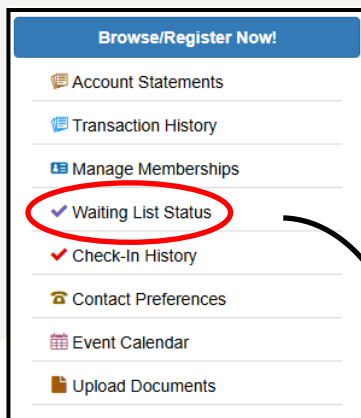 Browse/Register Now!
Account Statements
Transaction History
Manage Memberships
Waiting List Status
Check-In History
Contact Preferences
Event Calendar
Upload Documents